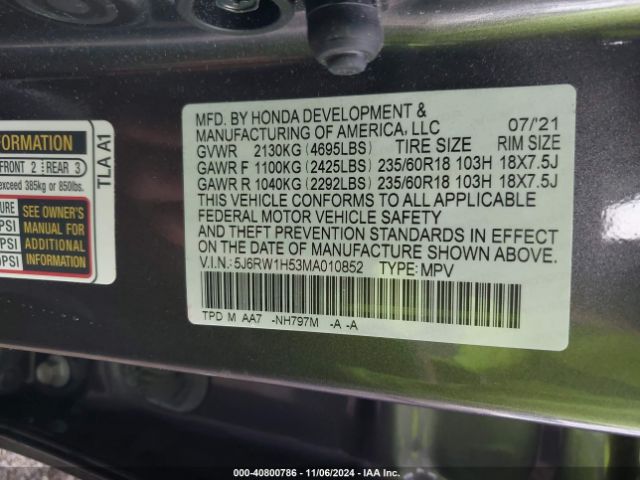 NFORMATION
FRONT 2 REAR 3
exceed 385kg or 850lbs.
SEE OWNER'S
MANUAL FOR
ADDITIONAL
INFORMATION
TLA A1
MFD. BY HONDA DEVELOPMENT &
MANUFACTURING OF AMERICA, LLC 07/'21
GVWR 2130KG (4695LBS) TIRE SIZE RIM SIZE
GAWR F 1100KG (2425LBS) 235/60R18 103H 18X7.5J
GAWR R 1040KG (2292LBS) 235/60R18 103H 18X7.5J
THIS VEHICLE CONFORMS TO ALL APPLICABLE
FEDERAL MOTOR VEHICLE SAFETY
AND THEFT PREVENTION STANDARDS IN EFFECT
ON THE DATE OF MANUFACTURE SHOWN ABOVE.
V.I.N.: 5J6RW1H53MA010852 TYPE: MPV
TPD M AA7 -NH797M -A -A
000-40800786 - 11/06/2024 - IAA Inc.